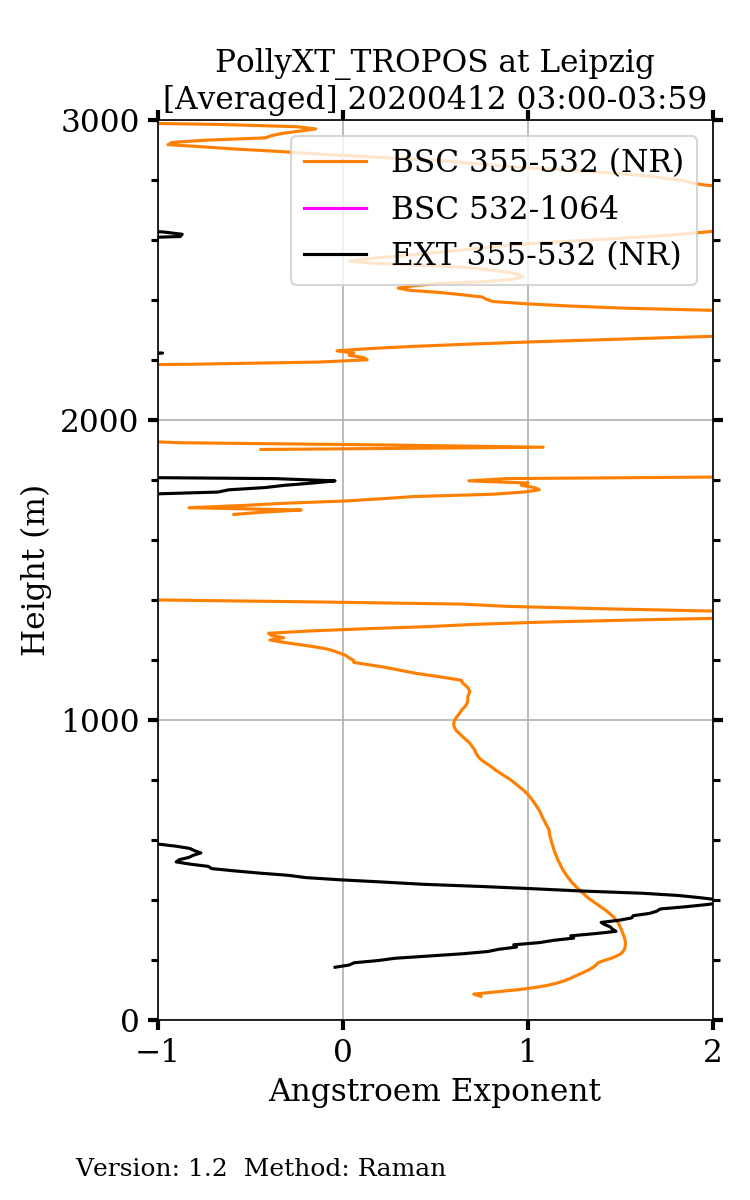 PollyXT_TROPOS at Leipzig
[Averaged] 20200412 03:00-03:59
BSC 355-532 (NR)
BSC 532-1064
EXT 355-532 (NR)
3000
2000
1000
0
Height (m)
−1
0
1
2
Angstroem Exponent
Version: 1.2  Method: Raman